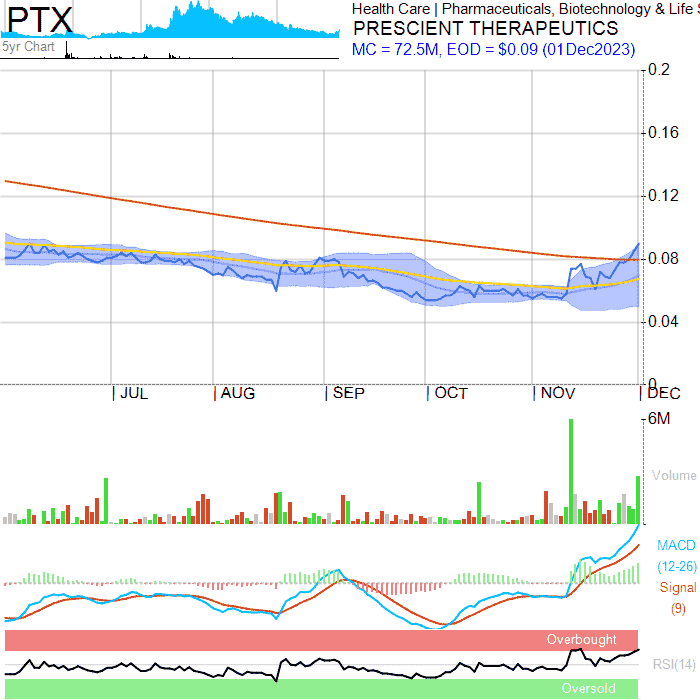 PTX
5yr Chart
Health Care | Pharmaceuticals, Biotechnology & Life S
PRESCIENT THERAPEUTICS
MC = 72.5M, EOD = $0.09 (01Dec2023)
0.2
0.16
0.12
0.08
0.04
0
| JUL | AUG | SEP | OCT | NOV | DEC
6M
Volume
MACD
(12-26)
Signal
(9)
Overbought
RSI(14)
Oversold